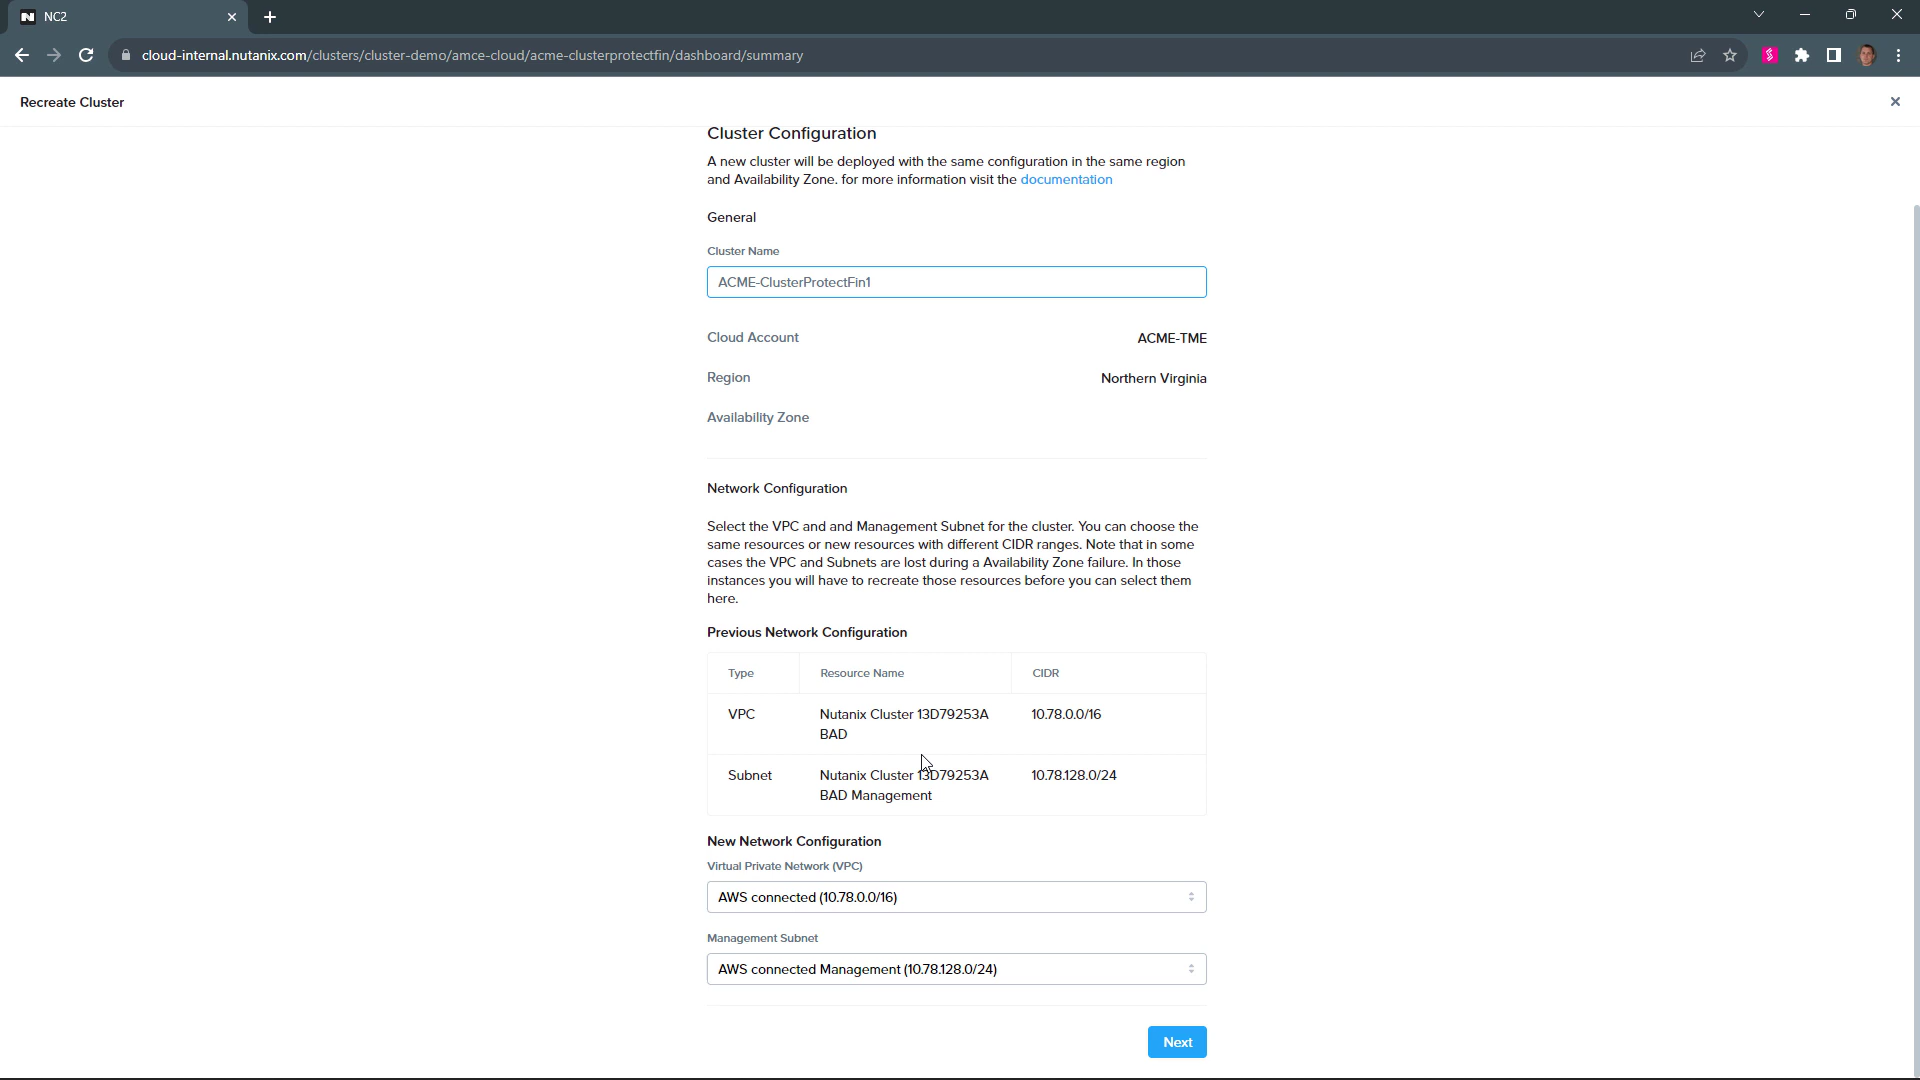 NC2
cloud-internal.nutanix.com/clusters/cluster-demo/amce-cloud/acme-clusterprotectfin/dashboard/summary
Recreate Cluster
Cluster Configuration
A new cluster will be deployed with the same configuration in the same region
and Availability Zone. for more information visit the documentation
General
Cluster Name
ACME-ClusterProtectFin1
Cloud Account ACME-TME
Region Northern Virginia
Availability Zone
Network Configuration
Select the VPC and and Management Subnet for the cluster. You can choose the
same resources or new resources with different CIDR ranges. Note that in some
cases the VPC and Subnets are lost during a Availability Zone failure. In those
instances you will have to recreate those resources before you can select them
here.
Previous Network Configuration
Type Resource Name CIDR
VPC Nutanix Cluster 13D79253A 10.78.0.0/16
BAD
Subnet Nutanix Cluster 13D79253A 10.78.128.0/24
BAD Management
New Network Configuration
Virtual Private Network (VPC)
AWS connected (10.78.0.0/16)
Management Subnet
AWS connected Management (10.78.128.0/24)
Next